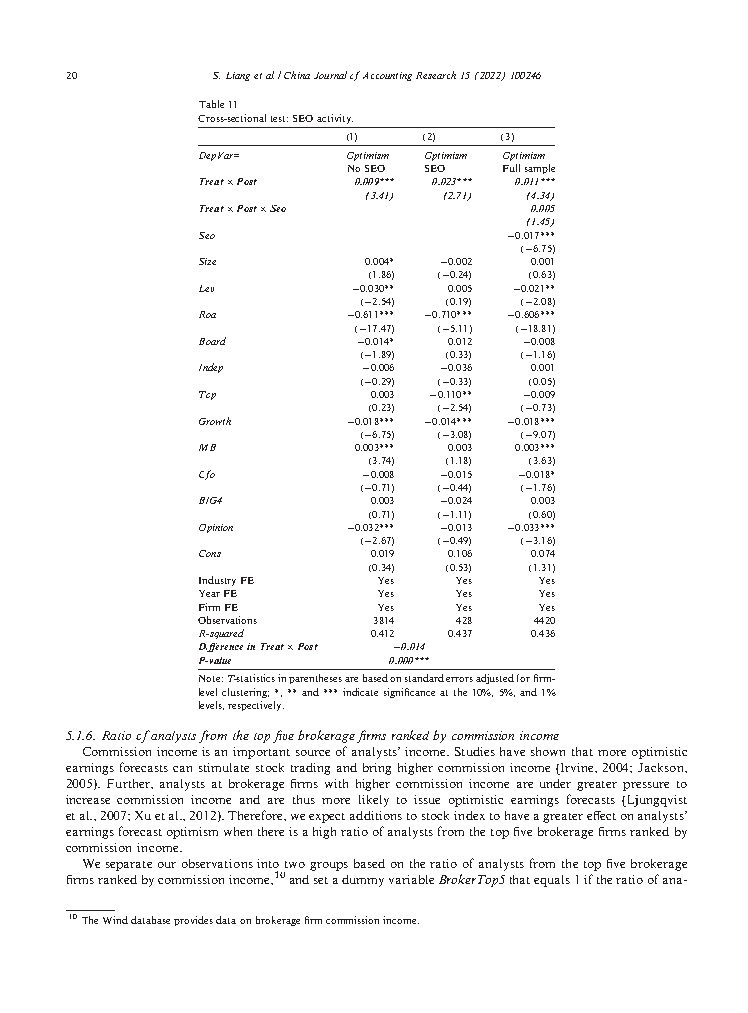 20 S. Liang et al. / China Journal of Accounting Research 15 (2022) 100246
Table 11
Cross-sectional test: SEO activity.
(1) (2) (3)
DepVar= Optimism Optimism Optimism
No SEO SEO Full sample
Treat × Post 0.009*** 0.023*** 0.011***
(3.41) (2.71) (4.34)
Treat × Post × Seo 0.005
(1.45)
Seo −0.017***
(−6.75)
Size 0.004* −0.002 0.001
(1.86) (−0.24) (0.63)
Lev −0.030** 0.005 −0.021**
(−2.54) (0.19) (−2.08)
Roa −0.611*** −0.710*** −0.606***
(−17.47) (−5.11) (−18.81)
Board −0.014* 0.012 −0.008
(−1.89) (0.33) (−1.16)
Indep −0.006 −0.036 0.001
(−0.29) (−0.33) (0.05)
Top 0.003 −0.110** −0.009
(0.23) (−2.54) (−0.73)
Growth −0.018*** −0.014*** −0.018***
(−6.75) (−3.08) (−9.07)
MB 0.003*** 0.003 0.003***
(3.74) (1.18) (3.63)
Cfo −0.008 −0.015 −0.018*
(−0.71) (−0.44) (−1.76)
BIG4 0.003 −0.024 0.003
(0.71) (−1.11) (0.60)
Opinion −0.032*** −0.013 −0.033***
(−2.67) (−0.49) (−3.16)
Cons 0.019 0.106 0.074
(0.34) (0.53) (1.31)
Industry FE Yes Yes Yes
Year FE Yes Yes Yes
Firm FE Yes Yes Yes
Observations 3814 428 4420
R-squared 0.412 0.437 0.436
Difference in Treat × Post −0.014
P-value 0.000***
Note: T-statistics in parentheses are based on standard errors adjusted for firm-
level clustering; *, ** and *** indicate significance at the 10%, 5%, and 1%
levels, respectively.
5.1.6. Ratio of analysts from the top five brokerage firms ranked by commission income
Commission income is an important source of analysts’ income. Studies have shown that more optimistic
earnings forecasts can stimulate stock trading and bring higher commission income {Irvine, 2004; Jackson,
2005}. Further, analysts at brokerage firms with higher commission income are under greater pressure to
increase commission income and are thus more likely to issue optimistic earnings forecasts {Ljungqvist
et al., 2007; Xu et al., 2012}. Therefore, we expect additions to stock index to have a greater effect on analysts’
earnings forecast optimism when there is a high ratio of analysts from the top five brokerage firms ranked by
commission income.
We separate our observations into two groups based on the ratio of analysts from the top five brokerage
firms ranked by commission income,10 and set a dummy variable BrokerTop5 that equals 1 if the ratio of ana-
10 The Wind database provides data on brokerage firm commission income.